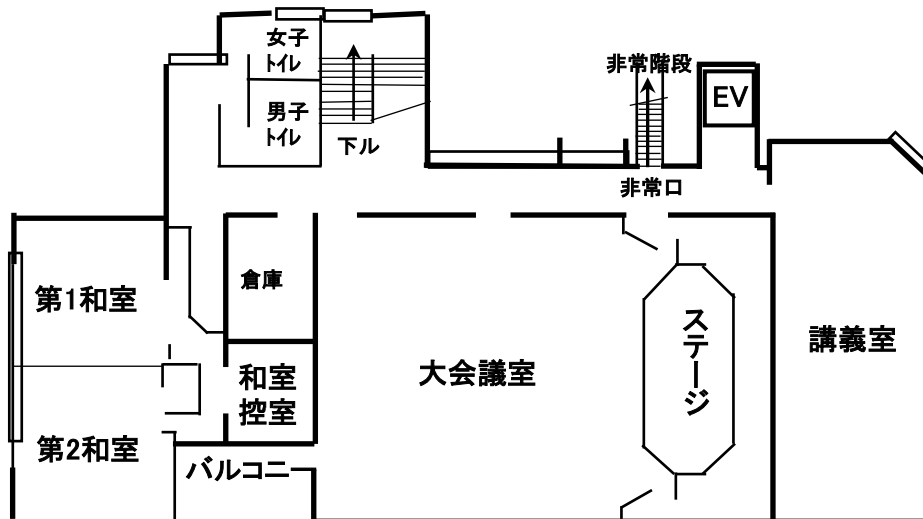 女子
トイレ
男子
トイレ
下ル
非常階段
EV
非常口
倉庫
第1和室
和室
控室
大会議室
ステージ
講義室
第2和室
バルコニー